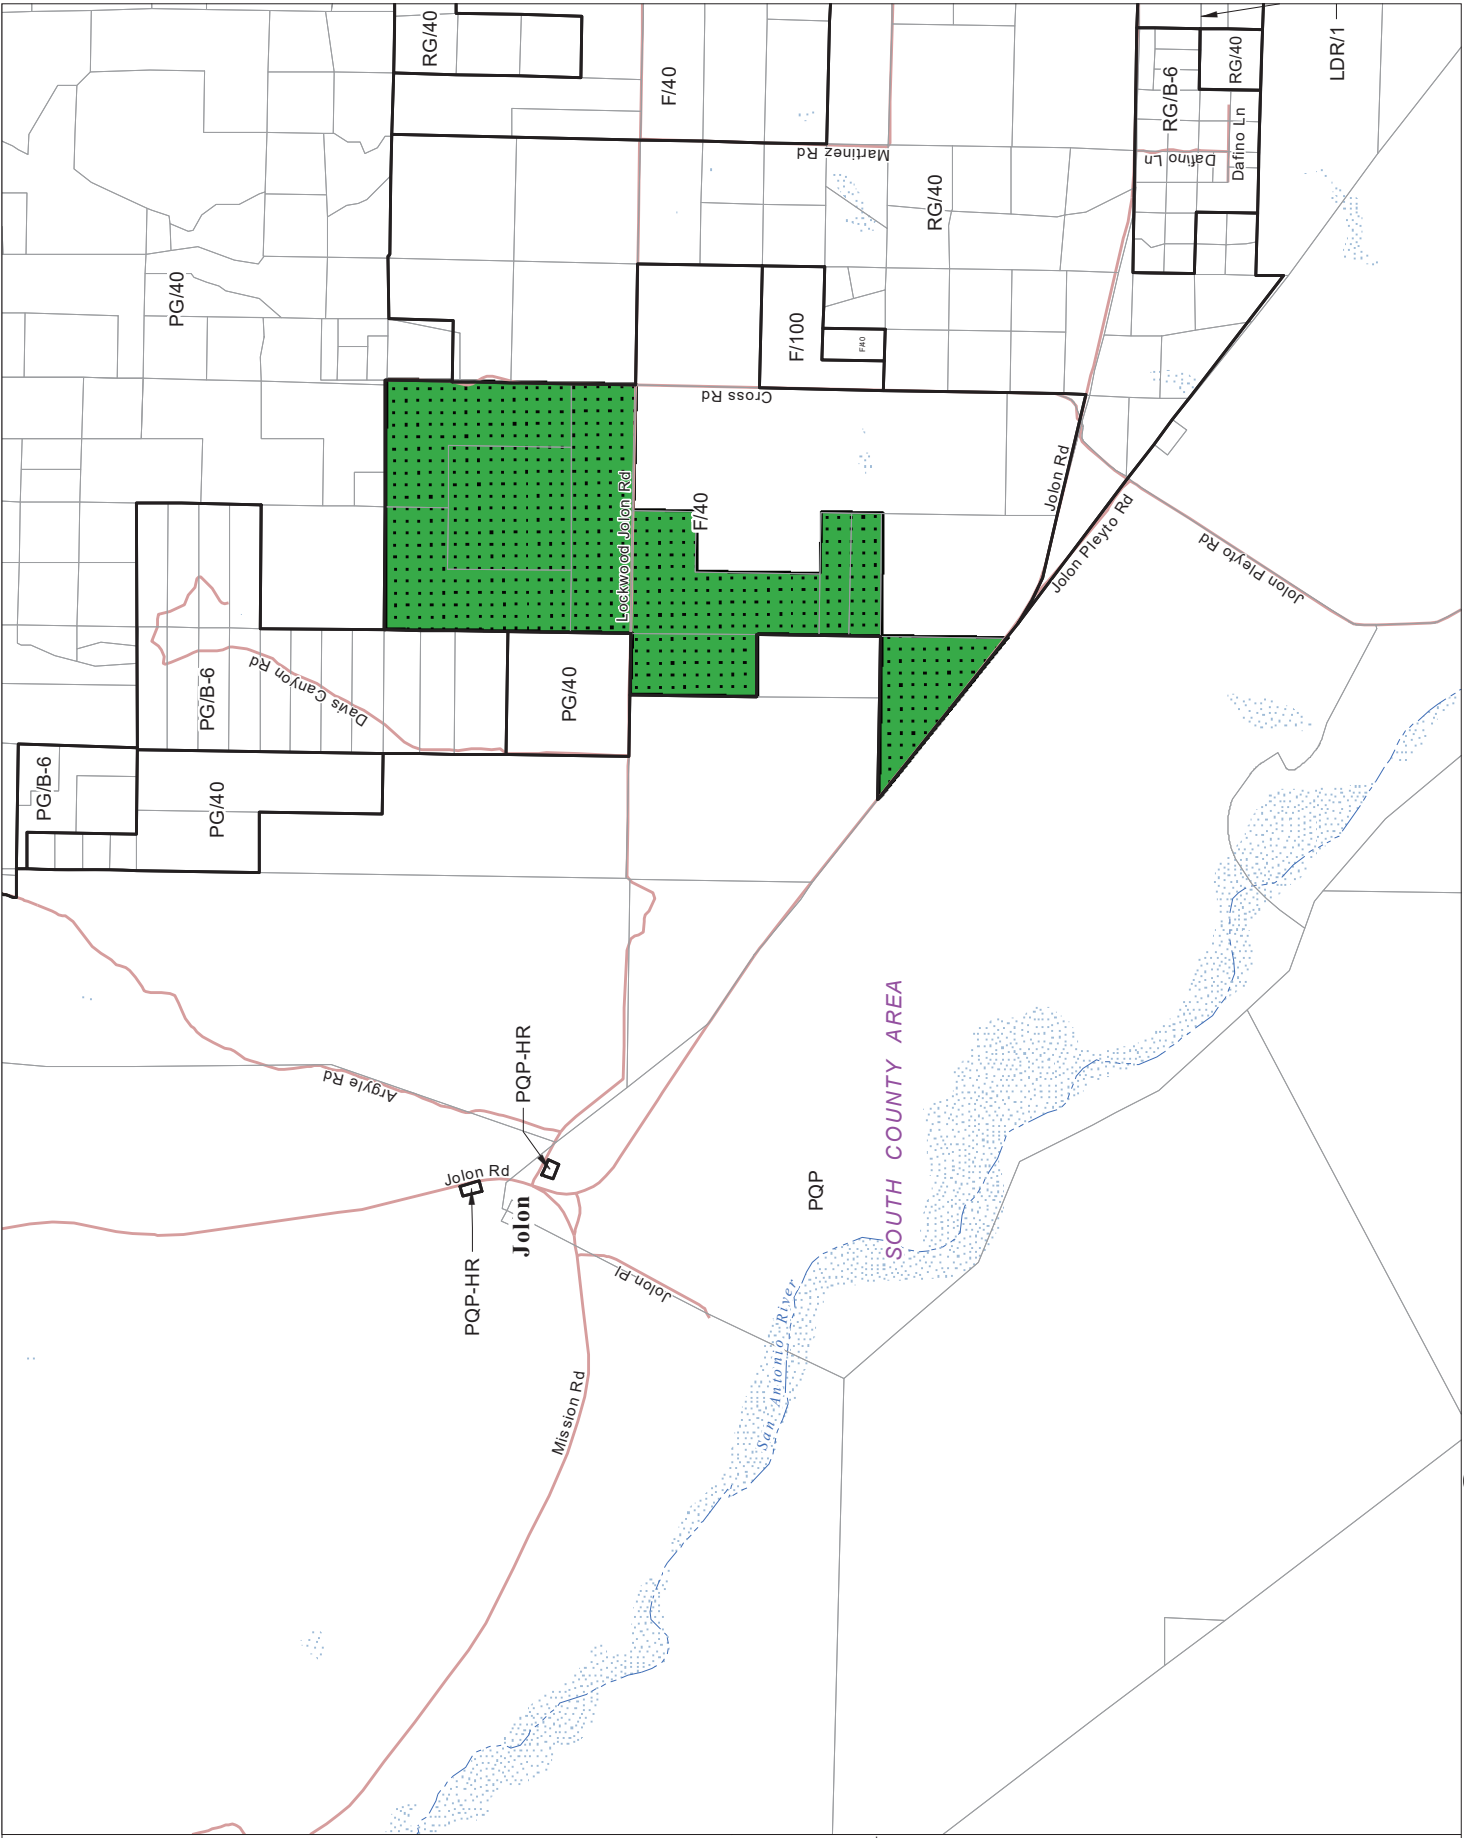 RG/40
F/40
RG/B-6
RG/40
LDR/1
Martinez Rd
Dafino Ln
Dafino Ln
RG/40
PG/40
F/100
F/40
Cross Rd
Lockwood Jolon Rd
F/40
Jolon Rd
Jolon Pleyto Rd
Jolon Pleyto Rd
Davis Canyon Rd
PG/B-6
PG/40
PG/B-6
PG/40
Argyle Rd
PQP-HR
Jolon Rd
Jolon
PQP-HR
Jolon Pl
Mission Rd
PQP
SOUTH COUNTY AREA
San Antonio River